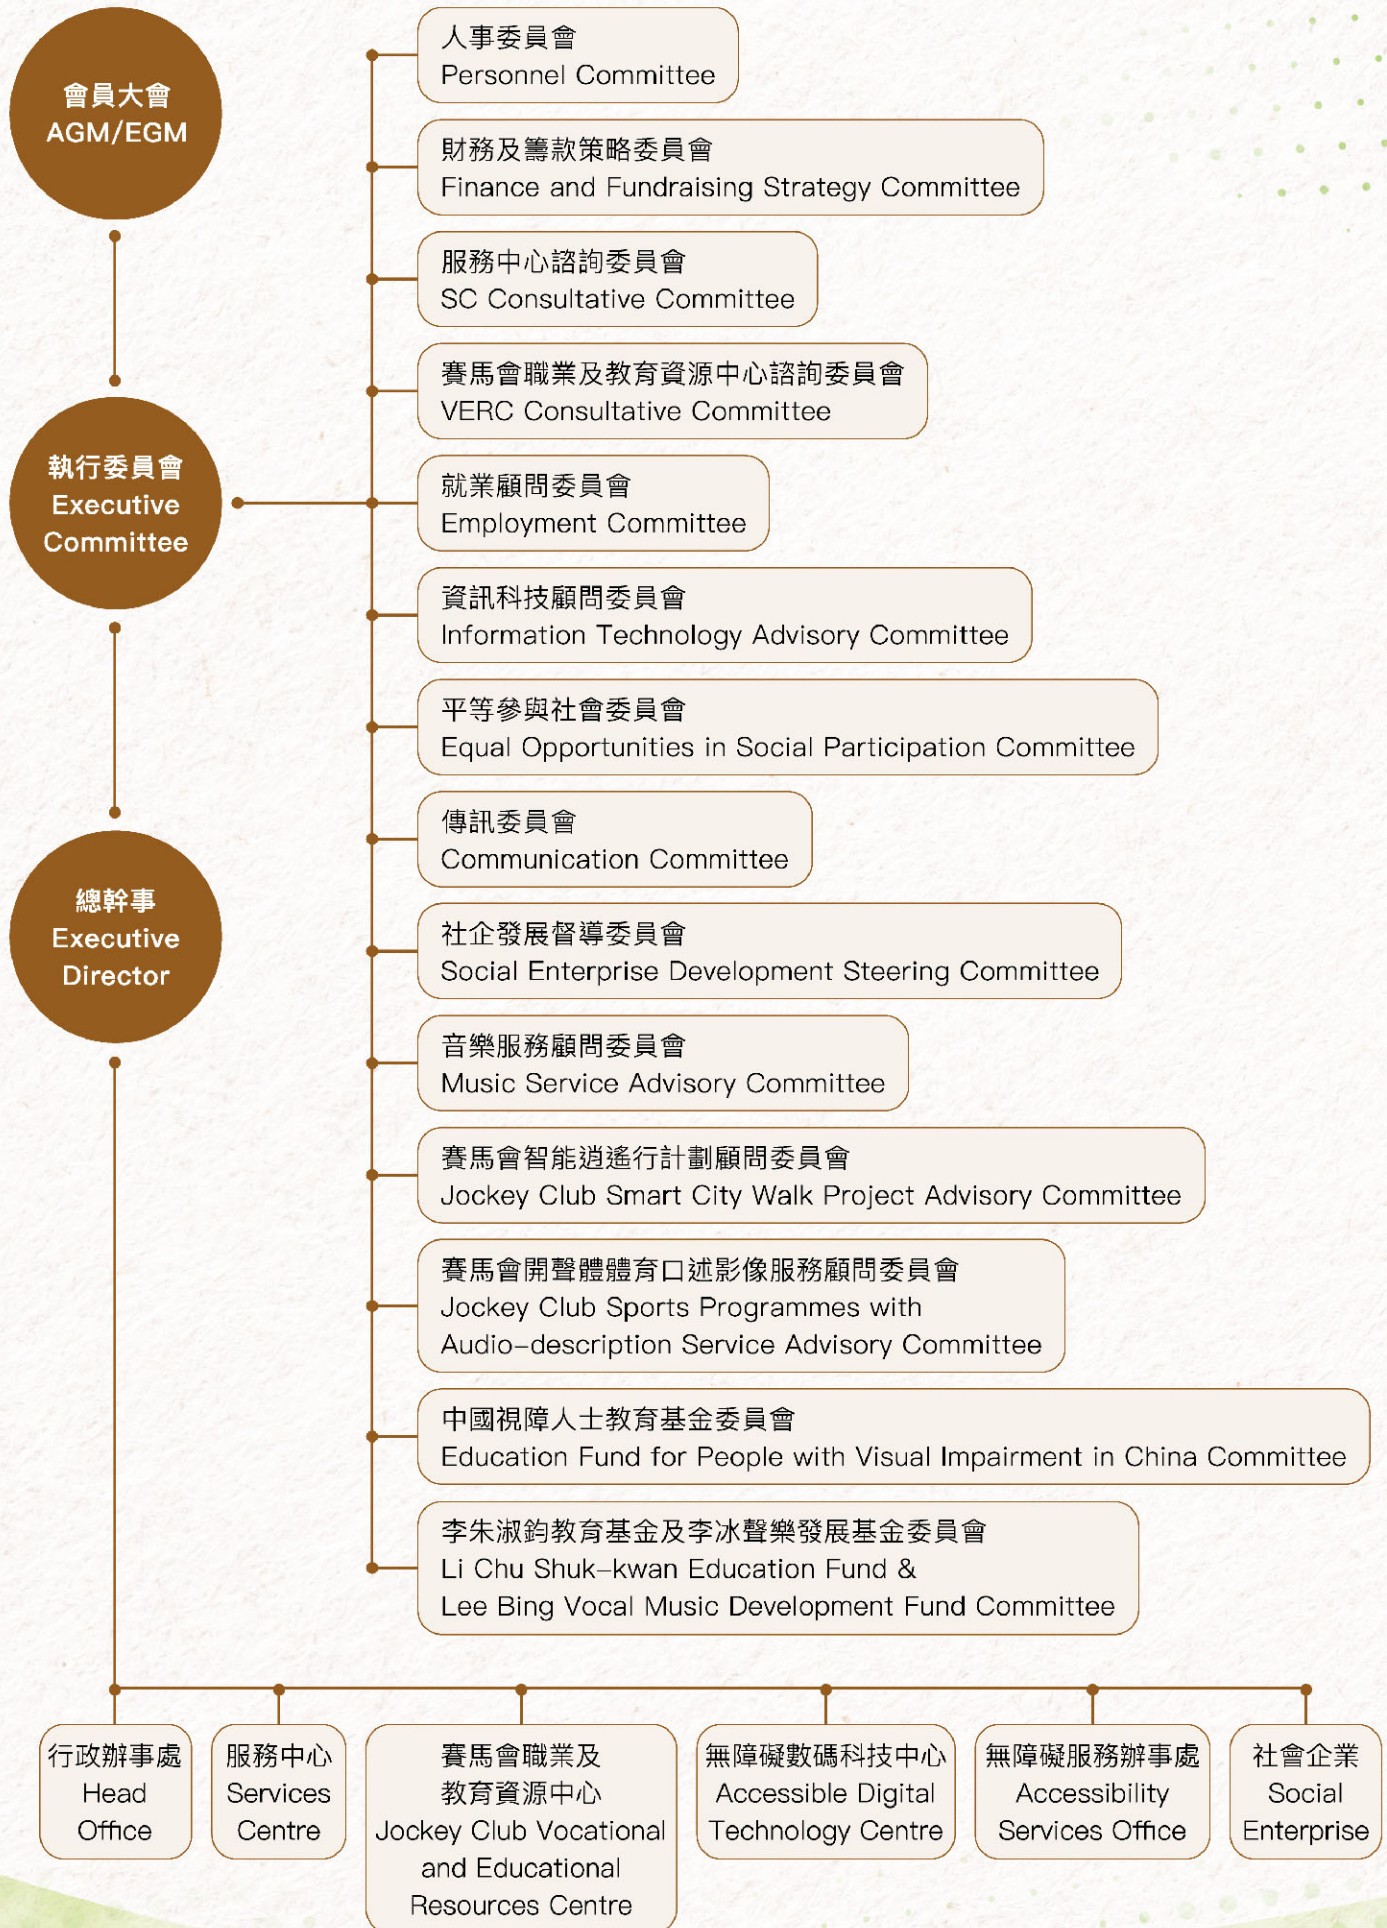 會員大會
AGM/EGM
執行委員會
Executive
Committee
總幹事
Executive
Director
人事委員會
Personnel Committee
財務及籌款策略委員會
Finance and Fundraising Strategy Committee
服務中心諮詢委員會
SC Consultative Committee
賽馬會職業及教育資源中心諮詢委員會
VERC Consultative Committee
就業顧問委員會
Employment Committee
資訊科技顧問委員會
Information Technology Advisory Committee
平等參與社會委員會
Equal Opportunities in Social Participation Committee
傳訊委員會
Communication Committee
社企發展督導委員會
Social Enterprise Development Steering Committee
音樂服務顧問委員會
Music Service Advisory Committee
賽馬會智能逍遙行計劃顧問委員會
Jockey Club Smart City Walk Project Advisory Committee
賽馬會開聲體體育口述影像服務顧問委員會
Jockey Club Sports Programmes with
Audio-description Service Advisory Committee
中國視障人士教育基金委員會
Education Fund for People with Visual Impairment in China Committee
李朱淑鈞教育基金及李冰聲樂發展基金委員會
Li Chu Shuk-kwan Education Fund &
Lee Bing Vocal Music Development Fund Committee
行政辦事處
Head
Office
服務中心
Services
Centre
賽馬會職業及
教育資源中心
Jockey Club Vocational
and Educational
Resources Centre
無障礙數碼科技中心
Accessible Digital
Technology Centre
無障礙服務辦事處
Accessibility
Services Office
社會企業
Social
Enterprise